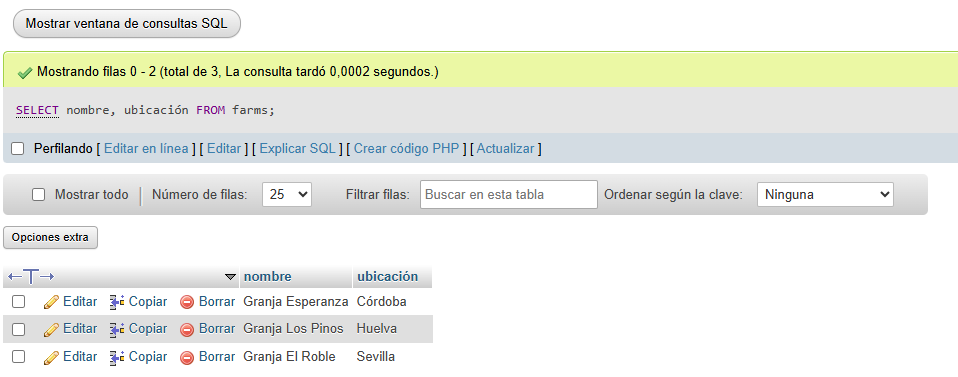 Mostrar ventana de consultas SQL
Mostrando filas 0 - 2 (total de 3, La consulta tardó 0,0002 segundos.)
SELECT nombre, ubicación FROM farms;
Perfilando [ Editar en línea ] [ Editar ] [ Explicar SQL ] [ Crear código PHP ] [ Actualizar ]
Mostrar todo | Número de filas: 25 Filtrar filas: Buscar en esta tabla Ordenar según la clave: Ninguna
Opciones extra
←T→ nombre ubicación
Editar Copiar Borrar Granja Esperanza Córdoba
Editar Copiar Borrar Granja Los Pinos Huelva
Editar Copiar Borrar Granja El Roble Sevilla